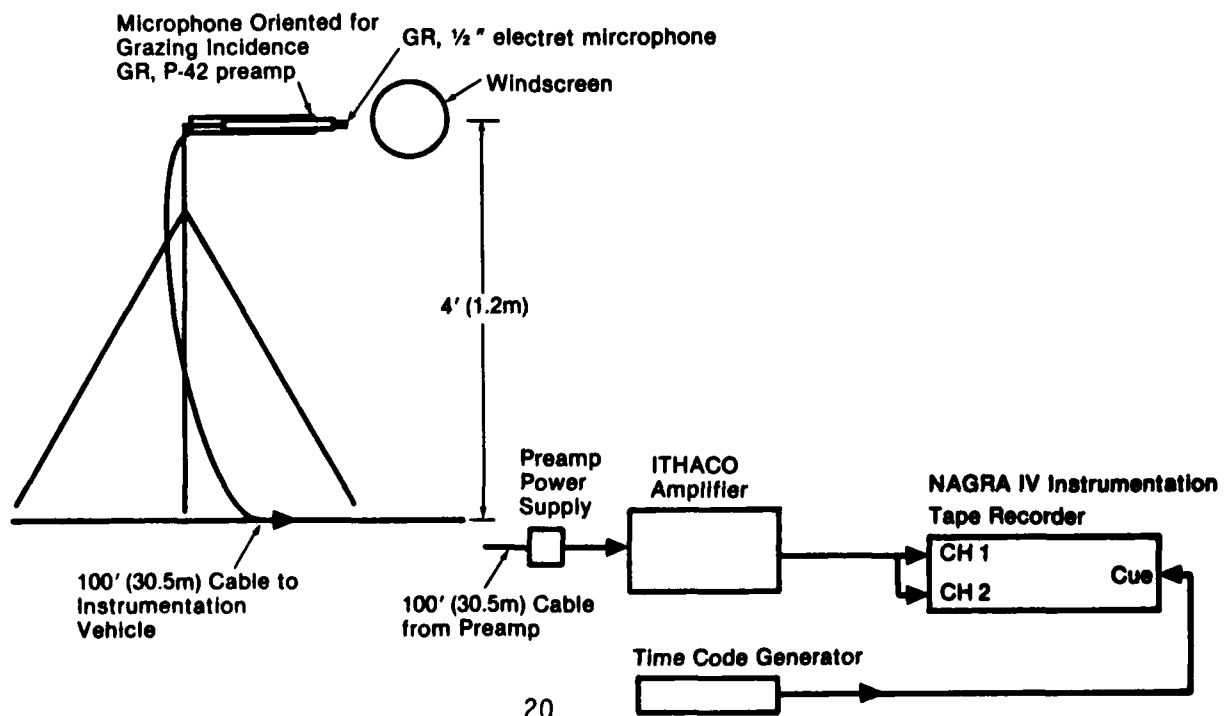 Microphone Oriented for
Grazing Incidence
GR, P-42 preamp
GR, ½" electret mircrophone
Windscreen
4' (1.2m)
100' (30.5m) Cable to
Instrumentation
Vehicle
Preamp
Power
Supply
100' (30.5m) Cable
from Preamp
ITHACO
Amplifier
NAGRA IV Instrumentation
Tape Recorder
CH 1
CH 2
Cue
Time Code Generator
20